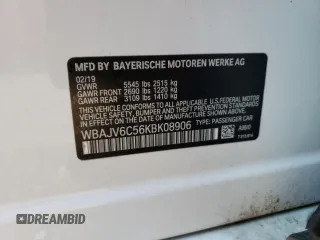 MFD BY BAYERISCHE MOTOREN WERKE AG
02/19
GVWR 5545 lbs 2515 kg
GAWR FRONT 2690 lbs 1220 kg
GAWR REAR 3109 lbs 1410 kg
THIS VEHICLE CONFORMS TO ALL APPLICABLE U.S. FEDERAL MOTOR
VEHICLE SAFETY, BUMPER, AND THEFT PREVENTION STANDARDS
IN EFFECT ON THE DATE OF MANUFACTURE SHOWN ABOVE.
WBAJV6C56KBK08906
TYPE: PASSENGER CAR
DREAMBID